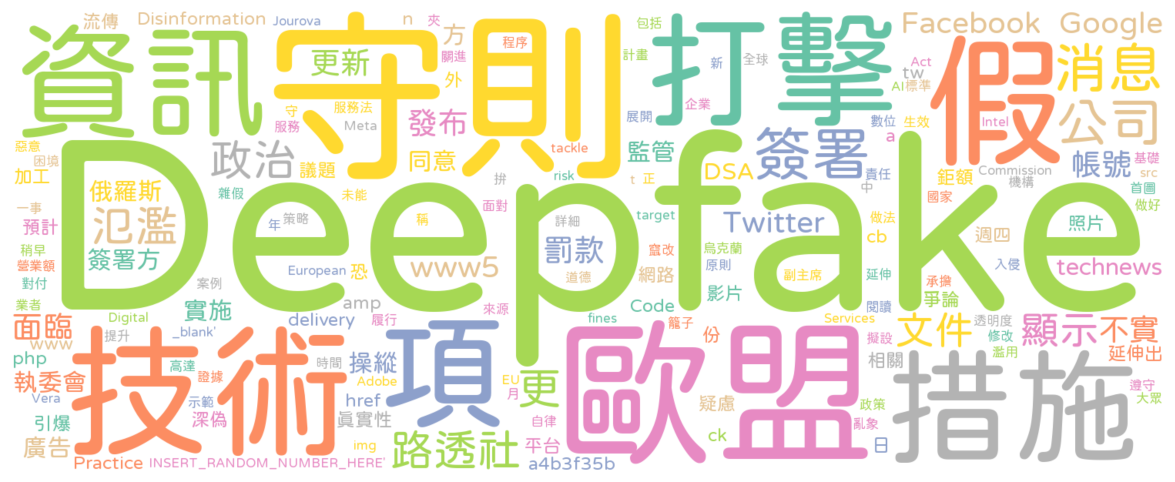 流傳 Disinformation Jourova n 夾 包括 Facebook Google
資訊 守則 打擊 假 消息
方 關進 程序 計畫 新 全球 Act
更新 外 tw AI 標準
守 服務法 企業 公司
服務 Meta 發布 展開 數位 生效 Intel
惡意 政治 議題 同意 tackle 監管 簽署 a 帳號 基礎
困境 加工 俄羅斯 雜假 未能 拚 risk t 正 DSA 責任 鉅額 Commission 機構 src
一事 氾濫 Deepfake 中 國家 首圈 做好
預計 年 策略 稱 面對 詳細 target Twitter 做法 照片
稍早 簽署方 罰款 竄改 烏克蘭 cb 週四
營業額 European 恐 www5 道德 網路 原則 副主席 延伸 承攬 入侵 technews
對付 案例
業者 實施 amp 來源 Code 影片 閱讀 爭論
面臨 Digital delivery 履行 fines 籠子 Services 文件 透明度 顯示 不實
www _blank' 提升 份 擬設 修改
php 技術 項 歐盟 措施
高達 時間 操縱 EU 更 相關 濫用 延伸出
執委會 證據 Adobe 月 遵守
Vera 示範 href 疑慮 政策 大眾
引爆 深偽 真實性 自律 亂象
廣告 img 路透社 平台 ck 日
Practice INSERT_RANDOM_NUMBER_HERE' a4b3f35b